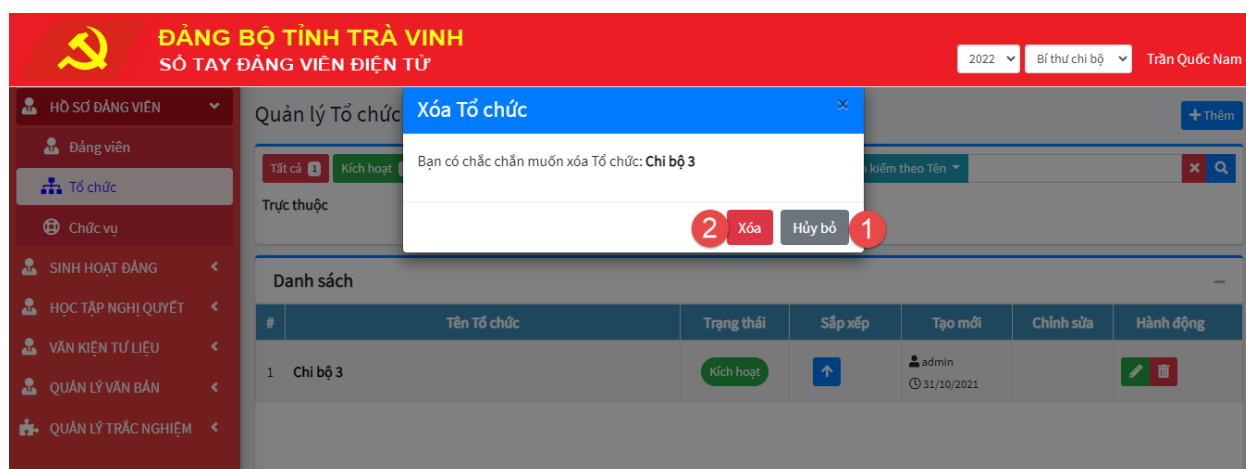 ĐẢNG BỘ TỈNH TRÀ VINH
SỔ TAY ĐẢNG VIÊN ĐIỆN TỬ
2022 Bí thư chi bộ Trần Quốc Nam
HỒ SƠ ĐẢNG VIÊN
Đảng viên
Tổ chức
Chức vụ
SINH HOẠT ĐẢNG
HỌC TẬP NGHỊ QUYẾT
VĂN KIỆN TƯ LIỆU
QUẢN LÝ VĂN BẢN
QUẢN LÝ TRẮC NGHIỆM
Quản lý Tổ chức
+ Thêm
Xóa Tổ chức ×
Bạn có chắc chắn muốn xóa Tổ chức: Chi bộ 3
2 Xóa Hủy bỏ 1
Tất cả 1 Kích hoạt kiếm theo Tên
Trực thuộc
Danh sách
# Tên Tổ chức Trạng thái Sắp xếp Tạo mới Chỉnh sửa Hành động
1 Chi bộ 3 Kích hoạt admin
31/10/2021